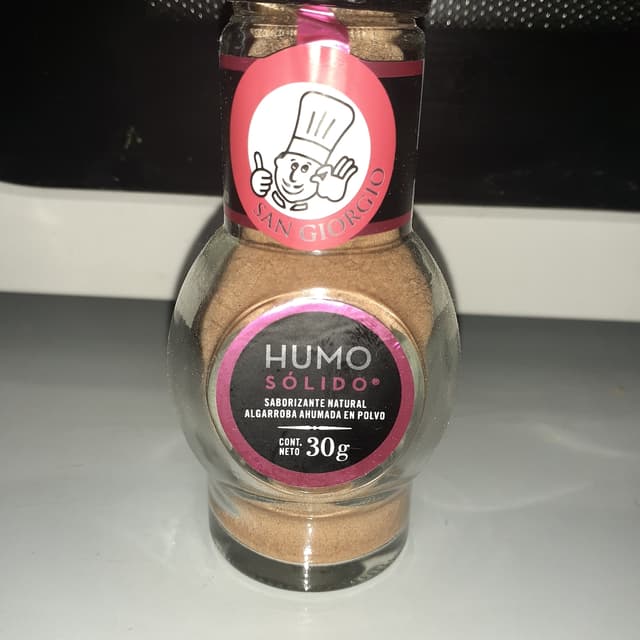 SAN GIORGIO
HUMO
SÓLIDO®
SABORIZANTE NATURAL
ALGARROBA AHUMADA EN POLVO
CONT.
NETO 30g